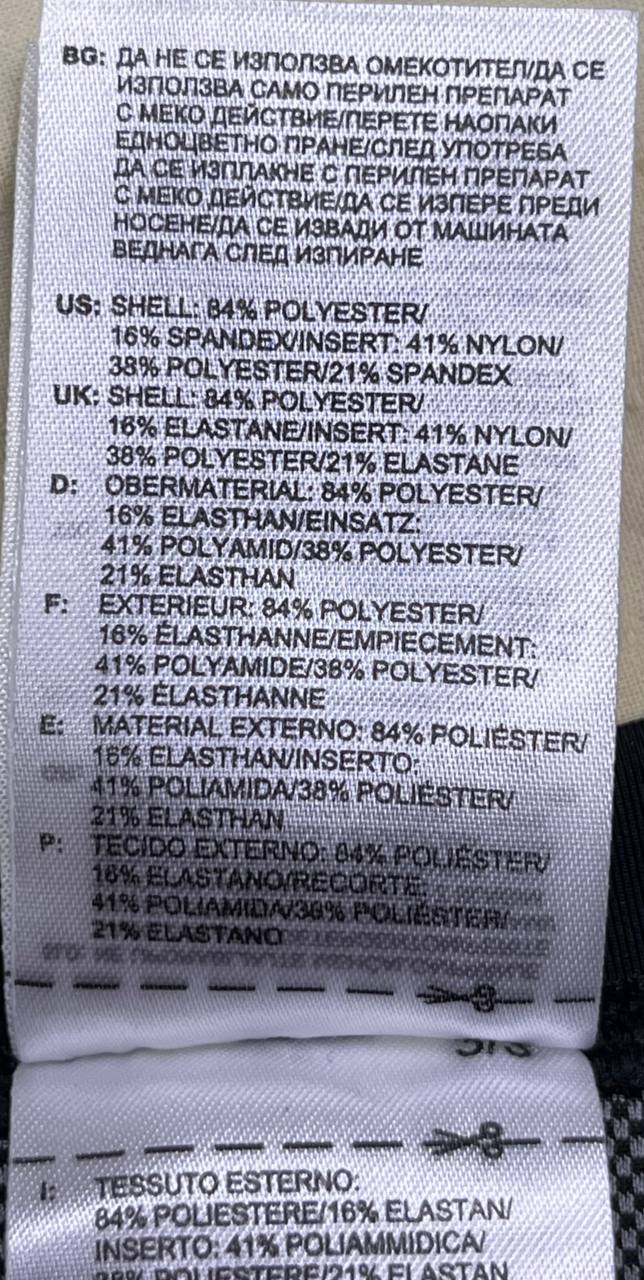 BG: ДА НЕ СЕ ИЗПОЛЗВА ОМЕКОТИТЕЛ/ДА СЕ
ИЗПОЛЗВА САМО ПЕРИЛЕН ПРЕПАРАТ
С МЕКО ДЕЙСТВИЕ/ПЕРЕТЕ НАОПАКИ
ЕДНОЦВЕТНО ПРАНЕ/СЛЕД УПОТРЕБА
ДА СЕ ИЗПЛАКНЕ С ПЕРИЛЕН ПРЕПАРАТ
С МЕКО ДЕЙСТВИЕ/ДА СЕ ИЗПЕРЕ ПРЕДИ
НОСЕНЕ/ДА СЕ ИЗВАДИ ОТ МАШИНАТА
ВЕДНАГА СЛЕД ИЗПИРАНЕ
US: SHELL: 84% POLYESTER/
16% SPANDEX/INSERT: 41% NYLON/
38% POLYESTER/21% SPANDEX
UK: SHELL: 84% POLYESTER/
16% ELASTANE/INSERT: 41% NYLON/
38% POLYESTER/21% ELASTANE
D: OBERMATERIAL: 84% POLYESTER/
16% ELASTHAN/EINSATZ:
41% POLYAMID/38% POLYESTER/
21% ELASTHAN
F: EXTERIEUR: 84% POLYESTER/
16% ÉLASTHANNE/EMPIECEMENT:
41% POLYAMIDE/38% POLYESTER/
21% ÉLASTHANNE
E: MATERIAL EXTERNO: 84% POLIÉSTER/
16% ELASTHAN/INSERTO:
41% POLIAMIDA/38% POLIÉSTER/
21% ELASTHAN
P: TECIDO EXTERNO: 84% POLIÉSTER/
16% ELASTANO/RECORTE:
41% POLIAMIDA/38% POLIÉSTER/
21% ELASTANO
I: TESSUTO ESTERNO:
84% POLIESTERE/16% ELASTAN/
INSERTO: 41% POLIAMMIDICA/
38% POLIESTERE/21% ELASTAN